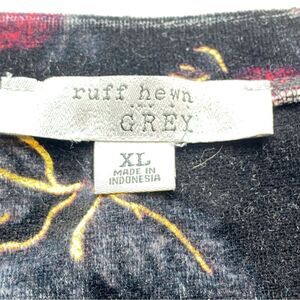 ruff hewn
GREY
XL
MADE IN
INDONESIA